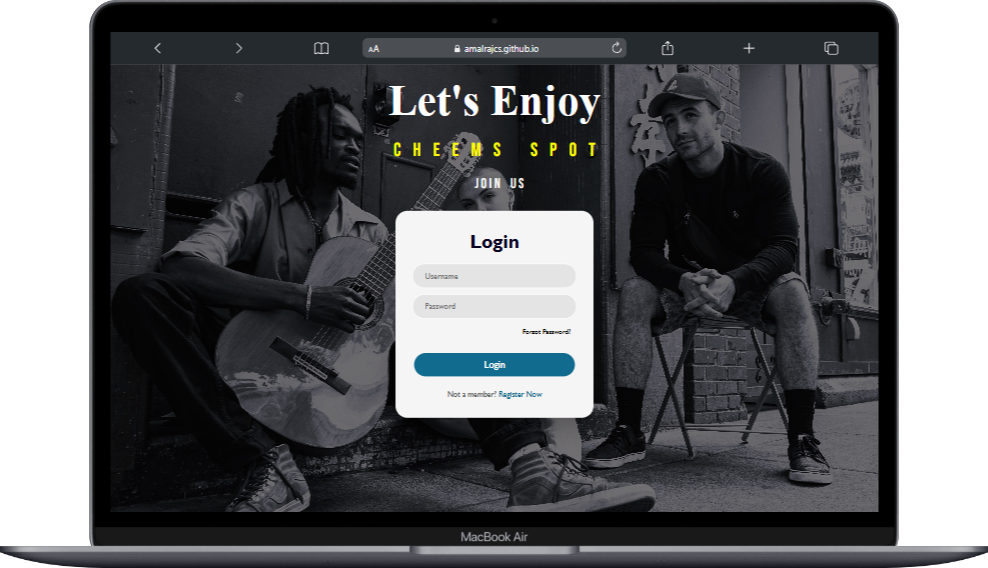 AA amalrajcs.github.io
Let's Enjoy
CHEEMS SPOT
JOIN US
Login
Username
Password
Forgot Password?
Login
Not a member? Register Now
MacBook Air